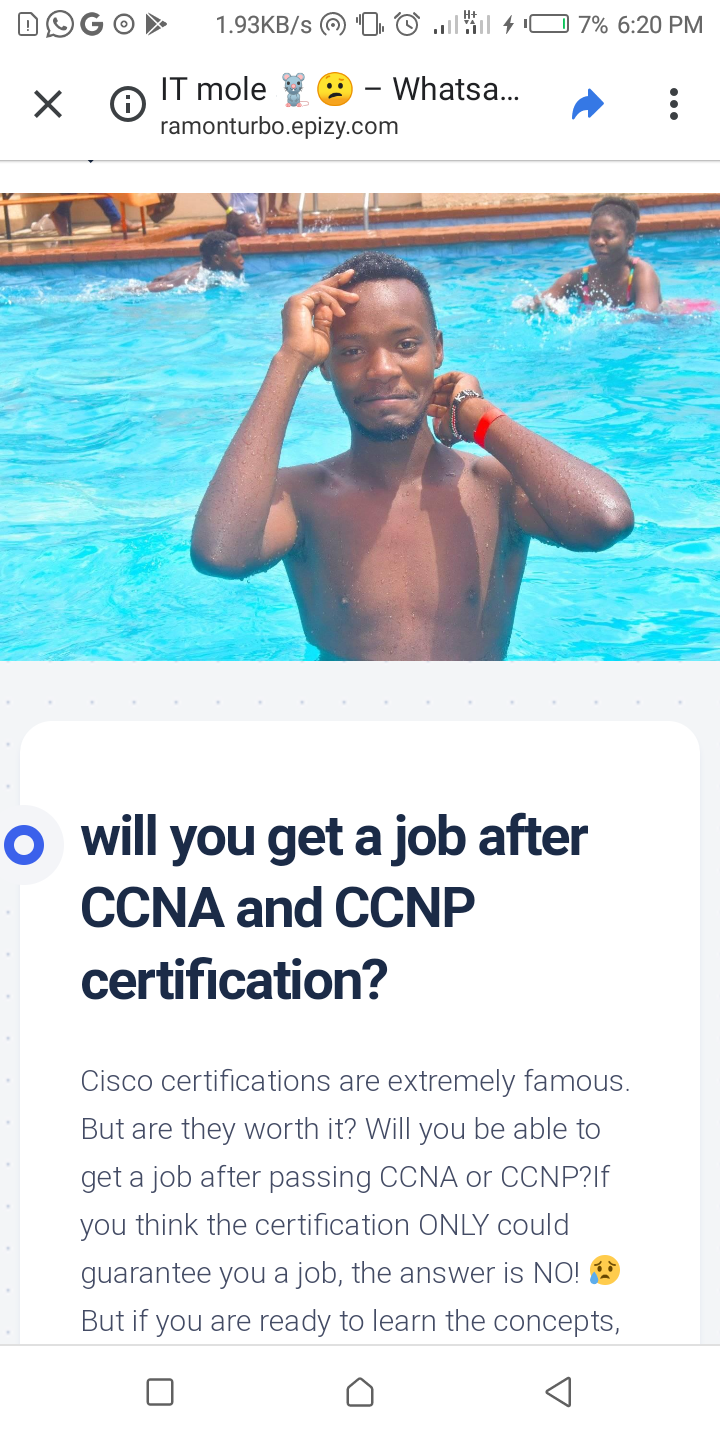 1.93KB/s H+ 7% 6:20 PM
IT mole 🐭😟 – Whatsa...
ramonturbo.epizy.com
will you get a job after
CCNA and CCNP
certification?
Cisco certifications are extremely famous.
But are they worth it? Will you be able to
get a job after passing CCNA or CCNP?If
you think the certification ONLY could
guarantee you a job, the answer is NO! 😥
But if you are ready to learn the concepts,